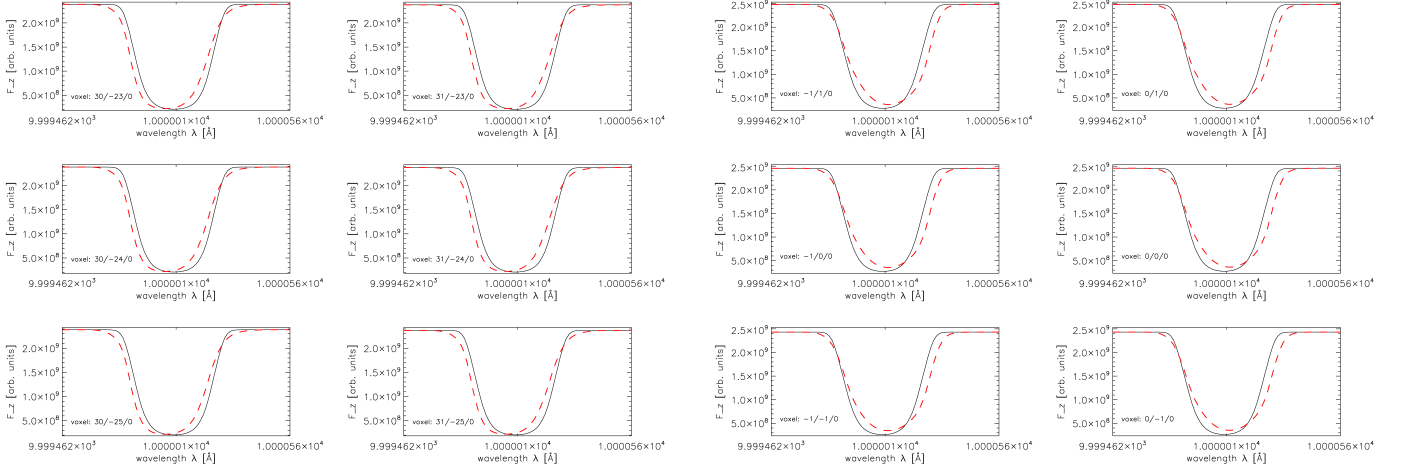 2.0×10⁹ 2.0×10⁹ 2.5×10⁹ 2.5×10⁹
2.0×10⁹ 2.0×10⁹
1.5×10⁹ 1.5×10⁹ 1.5×10⁹ 1.5×10⁹
1.0×10⁹ 1.0×10⁹ 1.0×10⁹ 1.0×10⁹
5.0×10⁸ 5.0×10⁸ 5.0×10⁸ 5.0×10⁸
F_z [arb. units] F_z [arb. units] F_z [arb. units] F_z [arb. units]
voxel: 30/−23/0 voxel: 31/−23/0 voxel: −1/1/0 voxel: 0/1/0
9.999462×10³ 1.000001×10⁴ 1.000056×10⁴ 9.999462×10³ 1.000001×10⁴ 1.000056×10⁴ 9.999462×10³ 1.000001×10⁴ 1.000056×10⁴ 9.999462×10³ 1.000001×10⁴ 1.000056×10⁴
wavelength λ [Å] wavelength λ [Å] wavelength λ [Å] wavelength λ [Å]
2.5×10⁹ 2.5×10⁹
2.0×10⁹ 2.0×10⁹ 2.0×10⁹ 2.0×10⁹
1.5×10⁹ 1.5×10⁹ 1.5×10⁹ 1.5×10⁹
1.0×10⁹ 1.0×10⁹ 1.0×10⁹ 1.0×10⁹
5.0×10⁸ 5.0×10⁸ 5.0×10⁸ 5.0×10⁸
F_z [arb. units] F_z [arb. units] F_z [arb. units] F_z [arb. units]
voxel: 30/−24/0 voxel: 31/−24/0 voxel: −1/0/0 voxel: 0/0/0
9.999462×10³ 1.000001×10⁴ 1.000056×10⁴ 9.999462×10³ 1.000001×10⁴ 1.000056×10⁴ 9.999462×10³ 1.000001×10⁴ 1.000056×10⁴ 9.999462×10³ 1.000001×10⁴ 1.000056×10⁴
wavelength λ [Å] wavelength λ [Å] wavelength λ [Å] wavelength λ [Å]
2.5×10⁹ 2.5×10⁹
2.0×10⁹ 2.0×10⁹ 2.0×10⁹ 2.0×10⁹
1.5×10⁹ 1.5×10⁹ 1.5×10⁹ 1.5×10⁹
1.0×10⁹ 1.0×10⁹ 1.0×10⁹ 1.0×10⁹
5.0×10⁸ 5.0×10⁸ 5.0×10⁸ 5.0×10⁸
F_z [arb. units] F_z [arb. units] F_z [arb. units] F_z [arb. units]
voxel: 30/−25/0 voxel: 31/−25/0 voxel: −1/−1/0 voxel: 0/−1/0
9.999462×10³ 1.000001×10⁴ 1.000056×10⁴ 9.999462×10³ 1.000001×10⁴ 1.000056×10⁴ 9.999462×10³ 1.000001×10⁴ 1.000056×10⁴ 9.999462×10³ 1.000001×10⁴ 1.000056×10⁴
wavelength λ [Å] wavelength λ [Å] wavelength λ [Å] wavelength λ [Å]